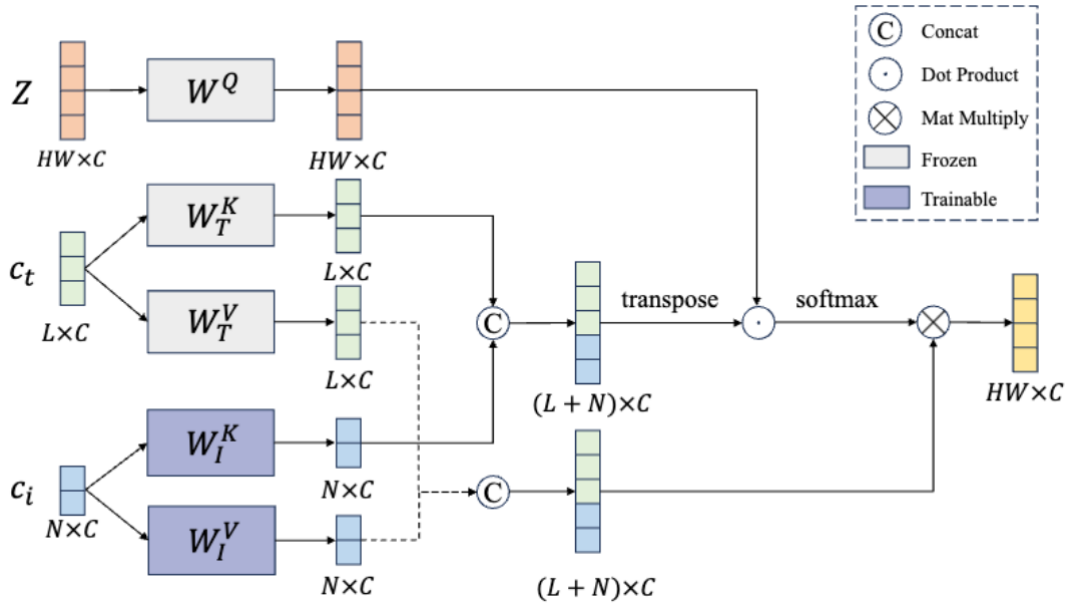 Z
HW×C
W^Q
HW×C
c_t
L×C
W_T^K
L×C
W_T^V
L×C
c_i
N×C
W_I^K
N×C
W_I^V
N×C
C
(L + N)×C
transpose
softmax
C
(L + N)×C
HW×C
C Concat
Dot Product
Mat Multiply
Frozen
Trainable